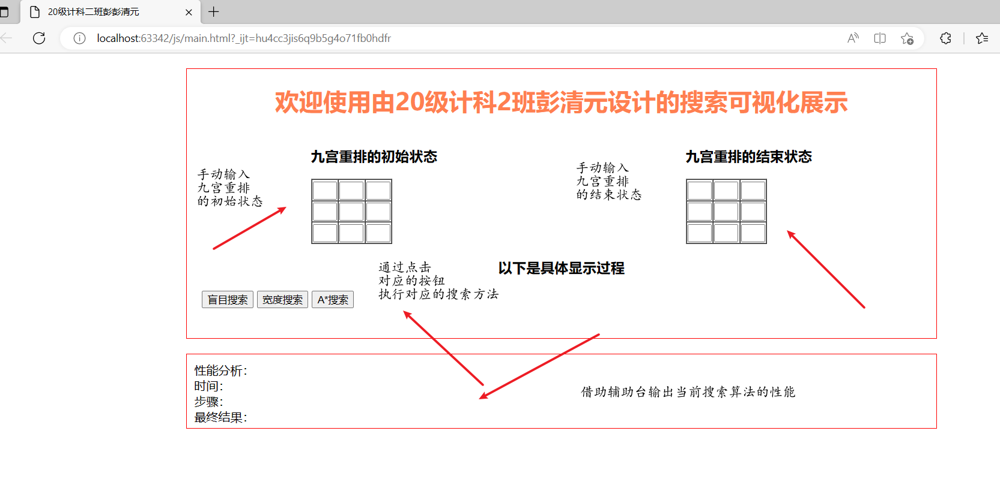 20级计科二班彭彭清元
localhost:63342/js/main.html?_ijt=hu4cc3jis6q9b5g4o71fb0hdfr
欢迎使用由20级计科2班彭清元设计的搜索可视化展示
九宫重排的初始状态
九宫重排的结束状态
手动输入
九宫重排
的初始状态
手动输入
九宫重排
的结束状态
通过点击
对应的按钮
执行对应的搜索方法
以下是具体显示过程
盲目搜索 宽度搜索 A*搜索
性能分析：
时间：
步骤：
最终结果：
借助辅助台输出当前搜索算法的性能